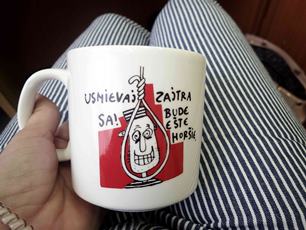 USMIEVAJ
SA!
ZAJTRA
BUDE
EŠTE
HORŠIE